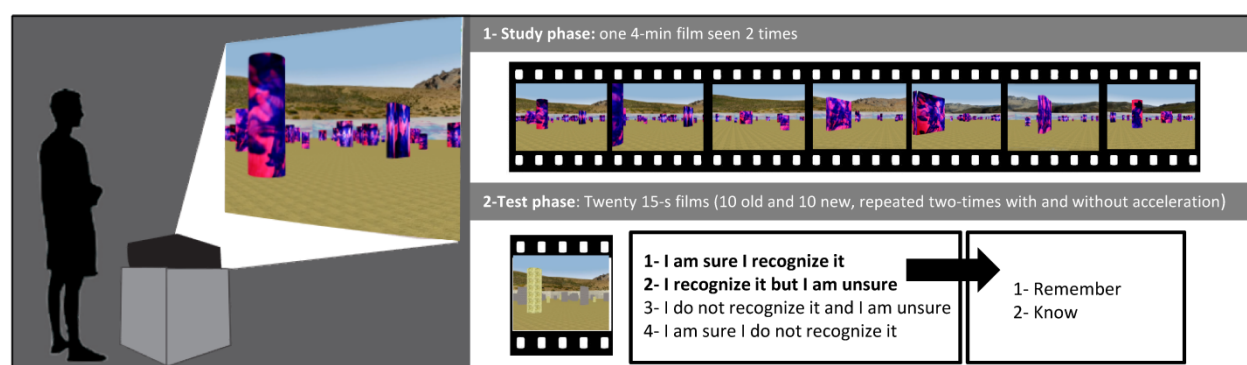 1- Study phase: one 4-min film seen 2 times
2-Test phase: Twenty 15-s films (10 old and 10 new, repeated two-times with and without acceleration)
1- I am sure I recognize it
2- I recognize it but I am unsure
3- I do not recognize it and I am unsure
4- I am sure I do not recognize it
1- Remember
2- Know